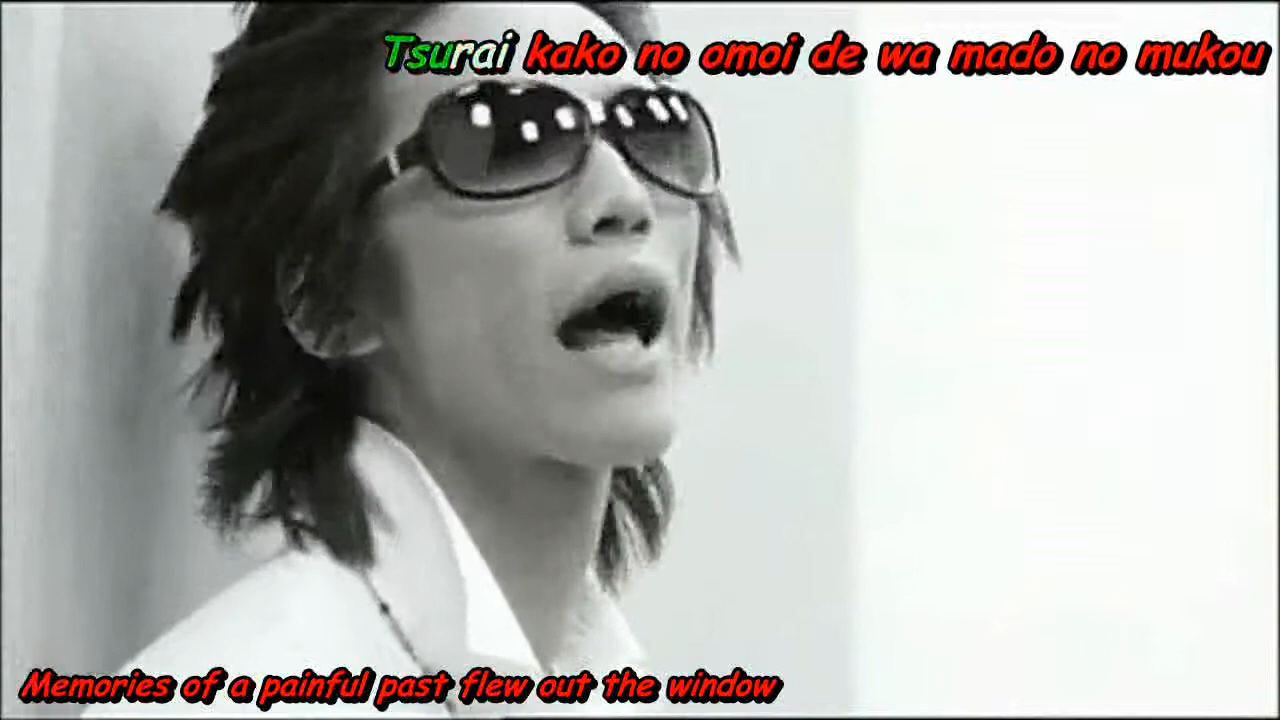 Tsurai kako no omoi de wa mado no mukou
Memories of a painful past flew out the window